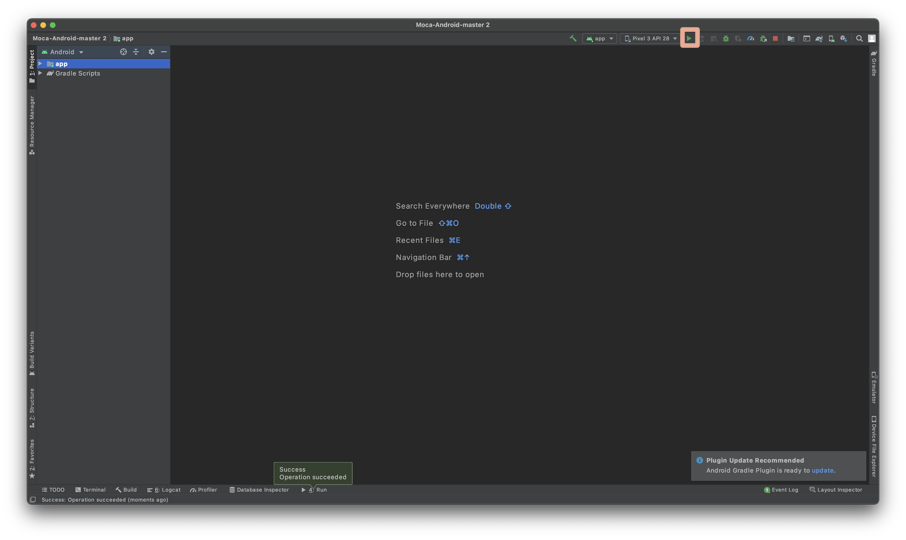 Moca-Android-master 2
Moca-Android-master 2 app
app
Pixel 3 API 28
1: Project
Android
app
Gradle Scripts
Resource Manager
Build Variants
Z: Structure
2: Favorites
Gradle
Emulator
Device File Explorer
Search Everywhere Double ⇧
Go to File ⇧⌘O
Recent Files ⌘E
Navigation Bar ⌘↑
Drop files here to open
Plugin Update Recommended
Android Gradle Plugin is ready to update.
Success
Operation succeeded
TODO Terminal Build 6: Logcat Profiler Database Inspector 4: Run Event Log Layout Inspector
Success: Operation succeeded (moments ago)